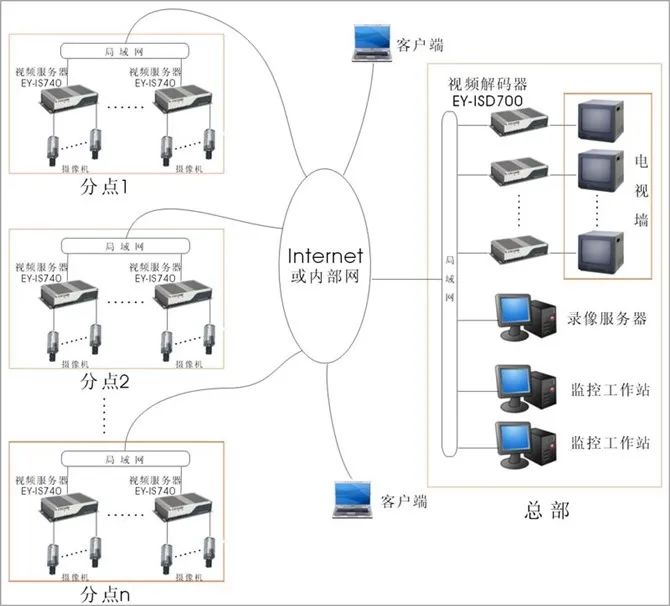 局域网
视频服务器
EY-IS740
视频服务器
EY-IS740
摄像机
摄像机
分点1
局域网
视频服务器
EY-IS740
视频服务器
EY-IS740
摄像机
摄像机
分点2
局域网
视频服务器
EY-IS740
视频服务器
EY-IS740
摄像机
摄像机
分点n
客户端
Internet
或内部网
客户端
视频解码器
EY-ISD700
电视墙
局域网
录像服务器
监控工作站
监控工作站
总部